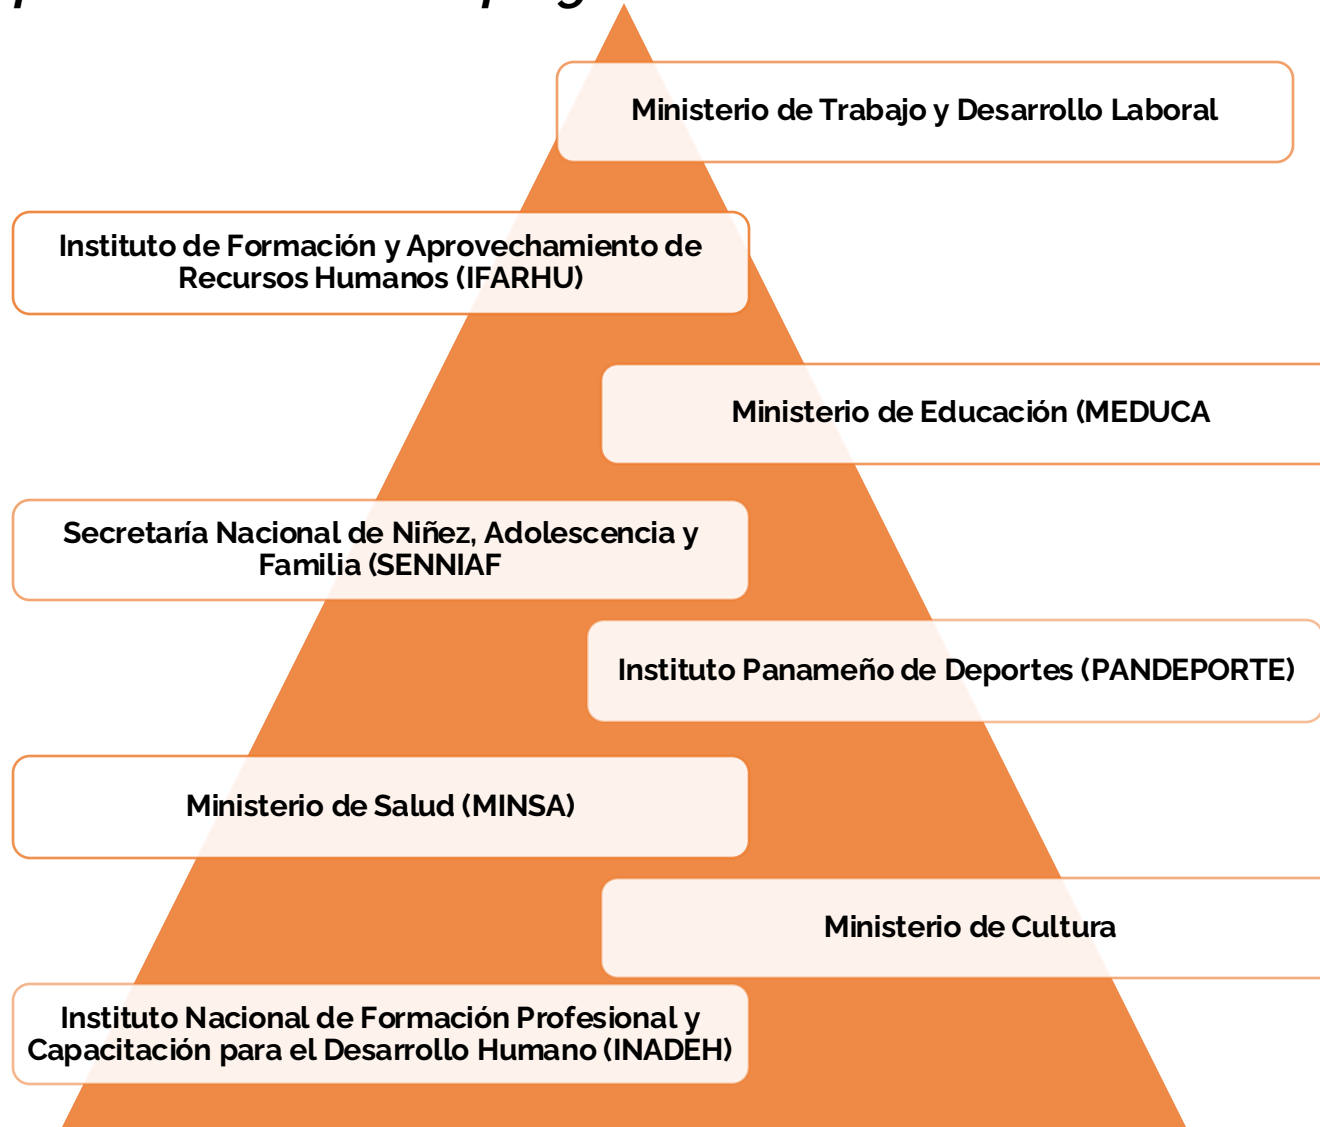 Ministerio de Trabajo y Desarrollo Laboral
Instituto de Formación y Aprovechamiento de
Recursos Humanos (IFARHU)
Ministerio de Educación (MEDUCA
Secretaría Nacional de Niñez, Adolescencia y
Familia (SENNIAF
Instituto Panameño de Deportes (PANDEPORTE)
Ministerio de Salud (MINSA)
Ministerio de Cultura
Instituto Nacional de Formación Profesional y
Capacitación para el Desarrollo Humano (INADEH)